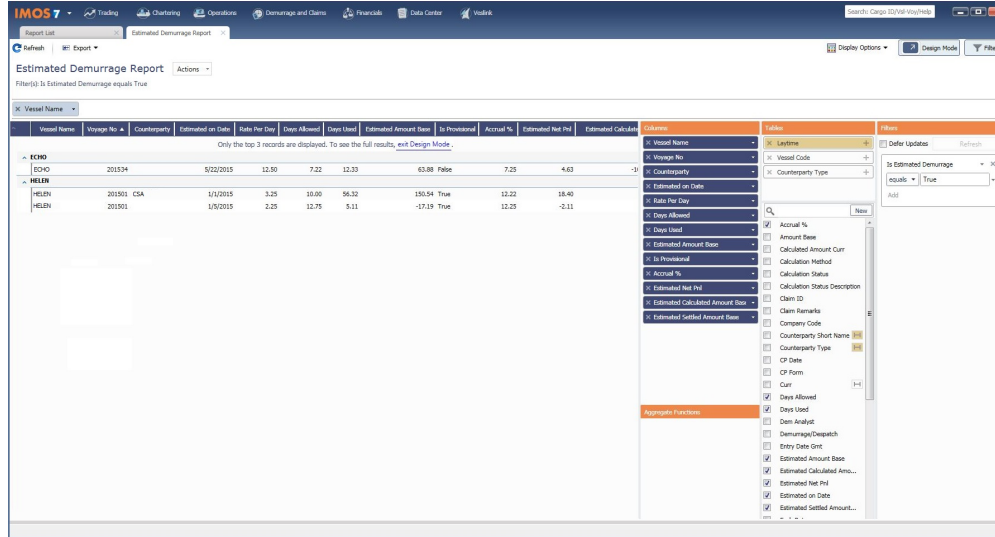 IMOS 7 Trading Chartering Operations Demurrage and Claims Financials Data Center Veslink Search: Cargo ID/Vsl-Voy/Help
Report List Estimated Demurrage Report
Refresh Export Display Options Design Mode Filte
Estimated Demurrage Report Actions
Filter(s): Is Estimated Demurrage equals True
Vessel Name
Vessel Name Voyage No Counterparty Estimated on Date Rate Per Day Days Allowed Days Used Estimated Amount Base Is Provisional Accrual % Estimated Net Pnl Estimated Calculate
Only the top 3 records are displayed. To see the full results, exit Design Mode .
ECHO
ECHO 201534 5/22/2015 12.50 7.22 12.33 63.88 False 7.25 4.63
HELEN
HELEN 201501 CSA 1/1/2015 3.25 10.00 56.32 150.54 True 12.22 18.40
HELEN 201501 1/5/2015 2.25 12.75 5.11 -17.19 True 12.25 -2.11
Columns
Vessel Name
Voyage No
Counterparty
Estimated on Date
Rate Per Day
Days Allowed
Days Used
Estimated Amount Base
Is Provisional
Accrual %
Estimated Net Pnl
Estimated Calculated Amount Base
Estimated Settled Amount Base
Aggregate Functions
Tables
Laytime
Vessel Code
Counterparty Type
New
Accrual %
Amount Base
Calculated Amount Curr
Calculation Method
Calculation Status
Calculation Status Description
Claim ID
Claim Remarks
Company Code
Counterparty Short Name
Counterparty Type
CP Date
CP Form
Curr
Days Allowed
Days Used
Dem Analyst
Demurrage/Despatch
Entry Date Gmt
Estimated Amount Base
Estimated Calculated Amo...
Estimated Net Pnl
Estimated on Date
Estimated Settled Amount...
Filters
Defer Updates Refresh
Is Estimated Demurrage
equals True
Add